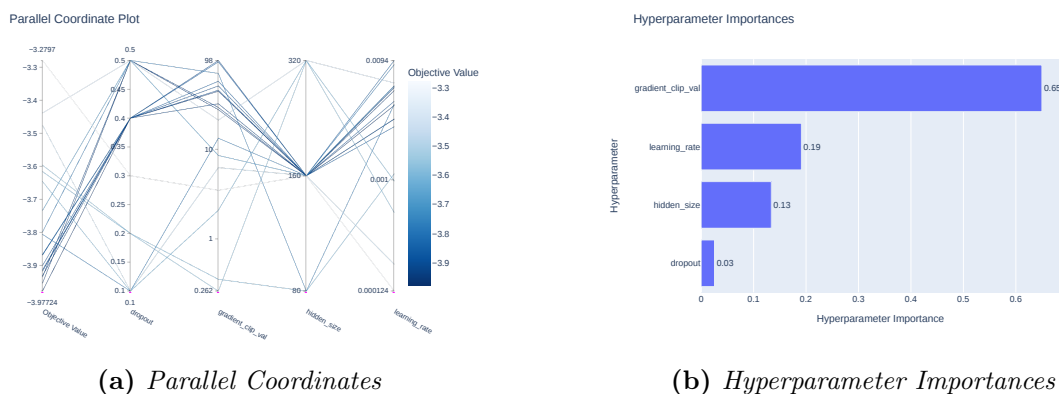 Parallel Coordinate Plot
−3.2797 0.5 98 320 0.0094
−3.3 0.5
Objective Value
−3.3
0.45
−3.4 −3.4
0.4
−3.5 −3.5
0.35 10
−3.6 0.3 160 0.001 −3.6
0.25
−3.7 −3.7
0.2 1
−3.8 −3.8
0.15
−3.9 −3.9
0.1 0.262 80 0.000124
−3.97724 0.1
Objective Value
dropout
gradient_clip_val
hidden_size
learning_rate
(a) Parallel Coordinates
Hyperparameter Importances
Hyperparameter
gradient_clip_val 0.65
learning_rate 0.19
hidden_size 0.13
dropout 0.03
0 0.1 0.2 0.3 0.4 0.5 0.6
Hyperparameter Importance
(b) Hyperparameter Importances